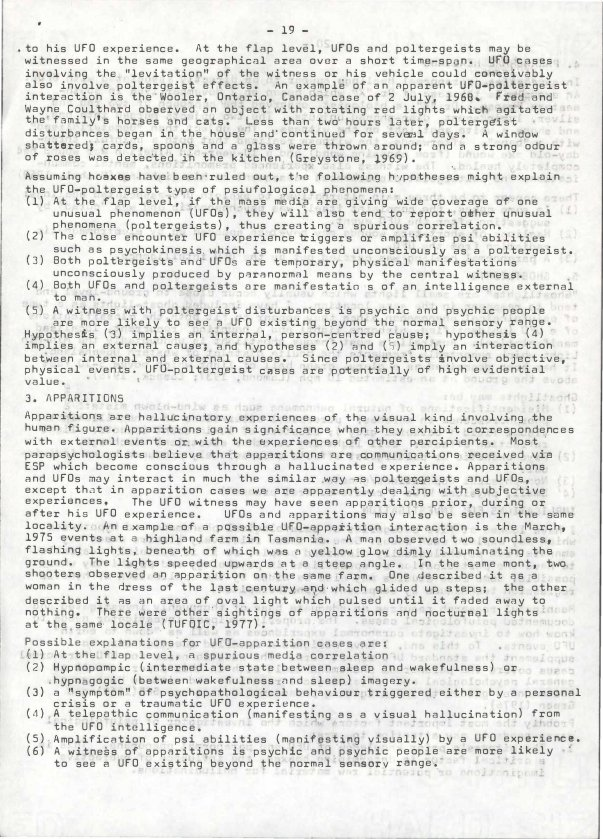 - 19 -
to his UFO experience. At the flap level, UFOs and poltergeists may be
witnessed in the same geographical area over a short time-span. UFO cases
involving the "levitation" of the witness or his vehicle could conceivably
also involve poltergeist effects. An example of an apparent UFO-poltergeist
interaction is the Wooler, Ontario, Canada case of 2 July, 1968. Fred and
Wayne Coulthard observed an object with rotating red lights which agitated
the family's horses and cats. Less than two hours later, poltergeist
disturbances began in the house and continued for several days. A window
shattered; cards, spoons and a glass were thrown around; and a strong odour
of roses was detected in the kitchen (Greystone, 1969).
Assuming hoaxes have been ruled out, the following hypotheses might explain
the UFO-poltergeist type of psiufological phenomena:
(1) At the flap level, if the mass media are giving wide coverage of one
unusual phenomenon (UFOs), they will also tend to report other unusual
phenomena (poltergeists), thus creating a spurious correlation.
(2) The close encounter UFO experience triggers or amplifies psi abilities
such as psychokinesis which is manifested unconsciously as a poltergeist.
(3) Both poltergeists and UFOs are temporary, physical manifestations
unconsciously produced by paranormal means by the central witness.
(4) Both UFOs and poltergeists are manifestatio s of an intelligence external
to man.
(5) A witness with poltergeist disturbances is psychic and psychic people
are more likely to see a UFO existing beyond the normal sensory range.
Hypothesis (3) implies an internal, person-centred cause; hypothesis (4)
implies an external cause; and hypotheses (2) and (5) imply an interaction
between internal and external causes. Since poltergeists involve objective,
physical events. UFO-poltergeist cases are potentially of high evidential
value.
3. APPARITIONS
Apparitions are hallucinatory experiences of the visual kind involving the
human figure. Apparitions gain significance when they exhibit correspondences
with external events or with the experiences of other percipients. Most
parapsychologists believe that apparitions are communications received via
ESP which become conscious through a hallucinated experience. Apparitions
and UFOs may interact in much the similar way as poltergeists and UFOs,
except that in apparition cases we are apparently dealing with subjective
experiences. The UFO witness may have seen apparitions prior, during or
after his UFO experience. UFOs and apparitions may also be seen in the same
locality. An example of a possible UFO-apparition interaction is the March,
1975 events at a highland farm in Tasmania. A man observed two soundless,
flashing lights, beneath of which was a yellow glow dimly illuminating the
ground. The lights speeded upwards at a steep angle. In the same mont, two
shooters observed an apparition on the same farm. One described it as a
woman in the dress of the last century and which glided up steps; the other
described it as an area of oval light which pulsed until it faded away to
nothing. There were other sightings of apparitions and nocturnal lights
at the same locale (TUFOIC, 1977).
Possible explanations for UFO-apparition cases are:
(1) At the flap level, a spurious media correlation
(2) Hypnopompic (intermediate state between sleep and wakefulness) or
hypnagogic (between wakefulness and sleep) imagery.
(3) a "symptom" of psychopathological behaviour triggered either by a personal
crisis or a traumatic UFO experience.
(4) A telepathic communication (manifesting as a visual hallucination) from
the UFO intelligence.
(5) Amplification of psi abilities (manifesting visually) by a UFO experience.
(6) A witness of apparitions is psychic and psychic people are more likely
to see a UFO existing beyond the normal sensory range.